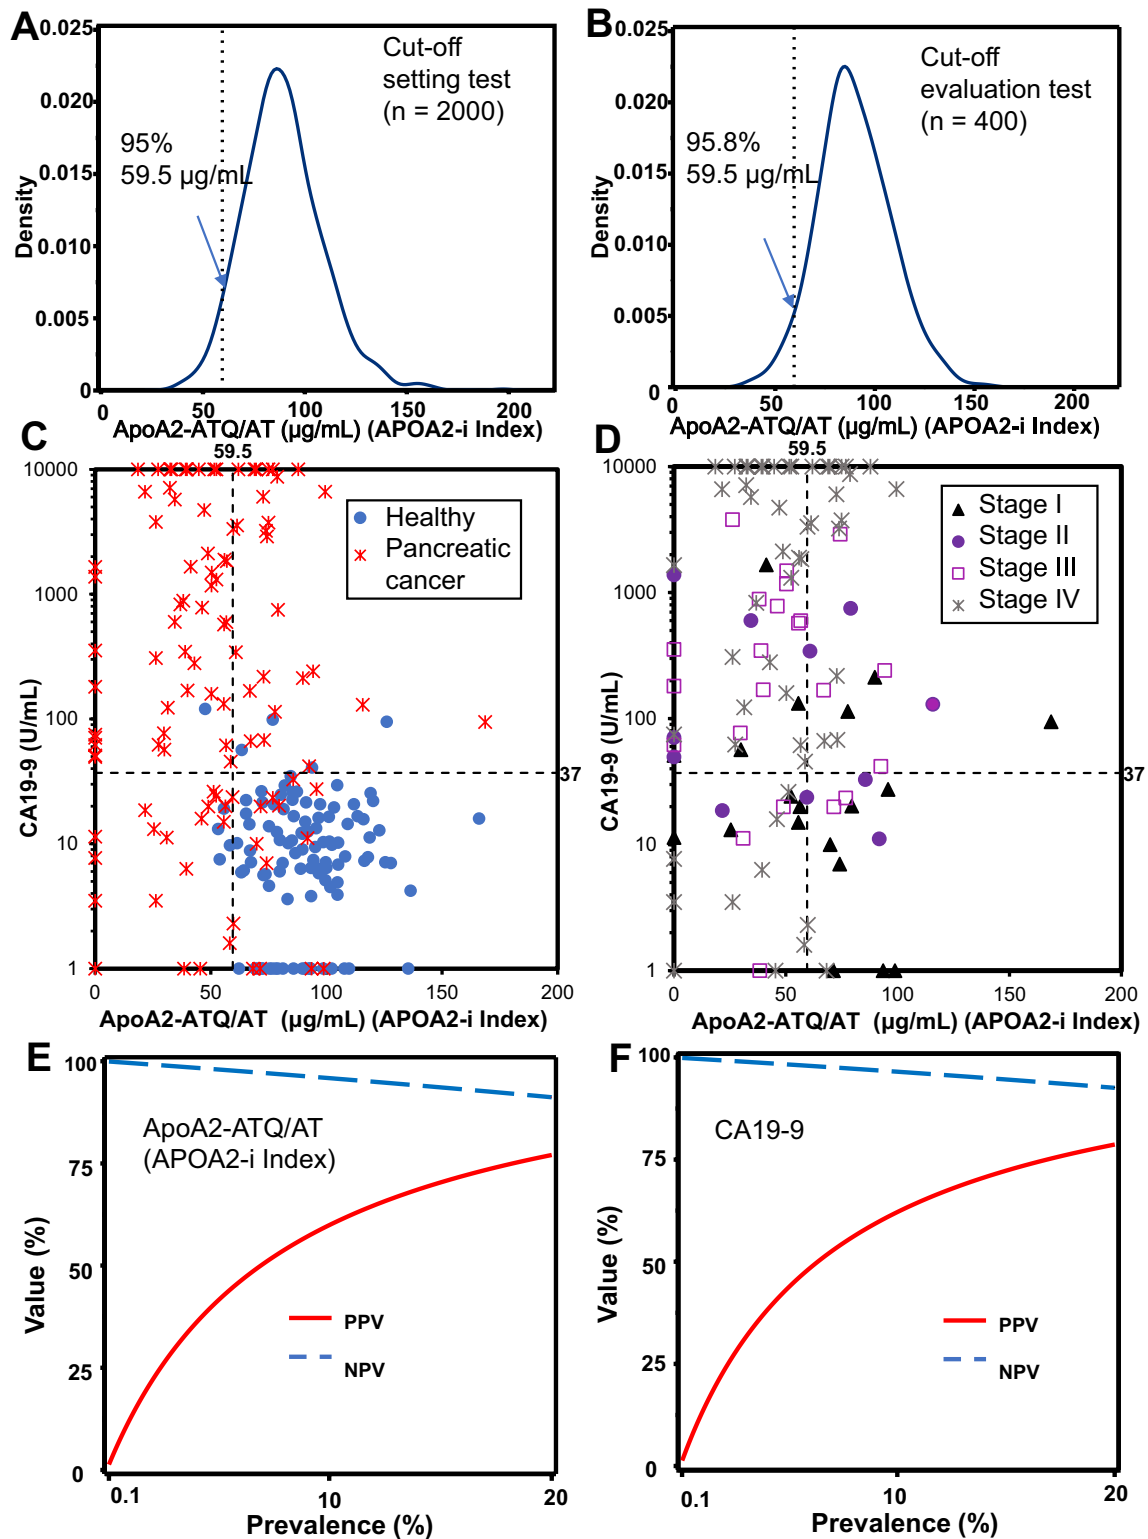 A
0.025
0.020
0.015
0.010
0.005
0
Density
95%
59.5 µg/mL
Cut-off
setting test
(n = 2000)
0 50 100 150 200
ApoA2-ATQ/AT (µg/mL) (APOA2-i Index)
B
0.025
0.020
0.015
0.010
0.005
0
Density
95.8%
59.5 µg/mL
Cut-off
evaluation test
(n = 400)
0 50 100 150 200
ApoA2-ATQ/AT (µg/mL) (APOA2-i Index)
C
59.5
10000
1000
100
10
1
CA19-9 (U/mL)
Healthy
Pancreatic
cancer
37
0 50 100 150 200
ApoA2-ATQ/AT (µg/mL) (APOA2-i Index)
D
59.5
10000
1000
100
10
1
CA19-9 (U/mL)
Stage I
Stage II
Stage III
Stage IV
37
0 50 100 150 200
ApoA2-ATQ/AT (µg/mL) (APOA2-i Index)
E
100
75
50
25
0
Value (%)
ApoA2-ATQ/AT
(APOA2-i Index)
PPV
NPV
0.1 10 20
Prevalence (%)
F
100
75
50
25
0
Value (%)
CA19-9
PPV
NPV
0.1 10 20
Prevalence (%)